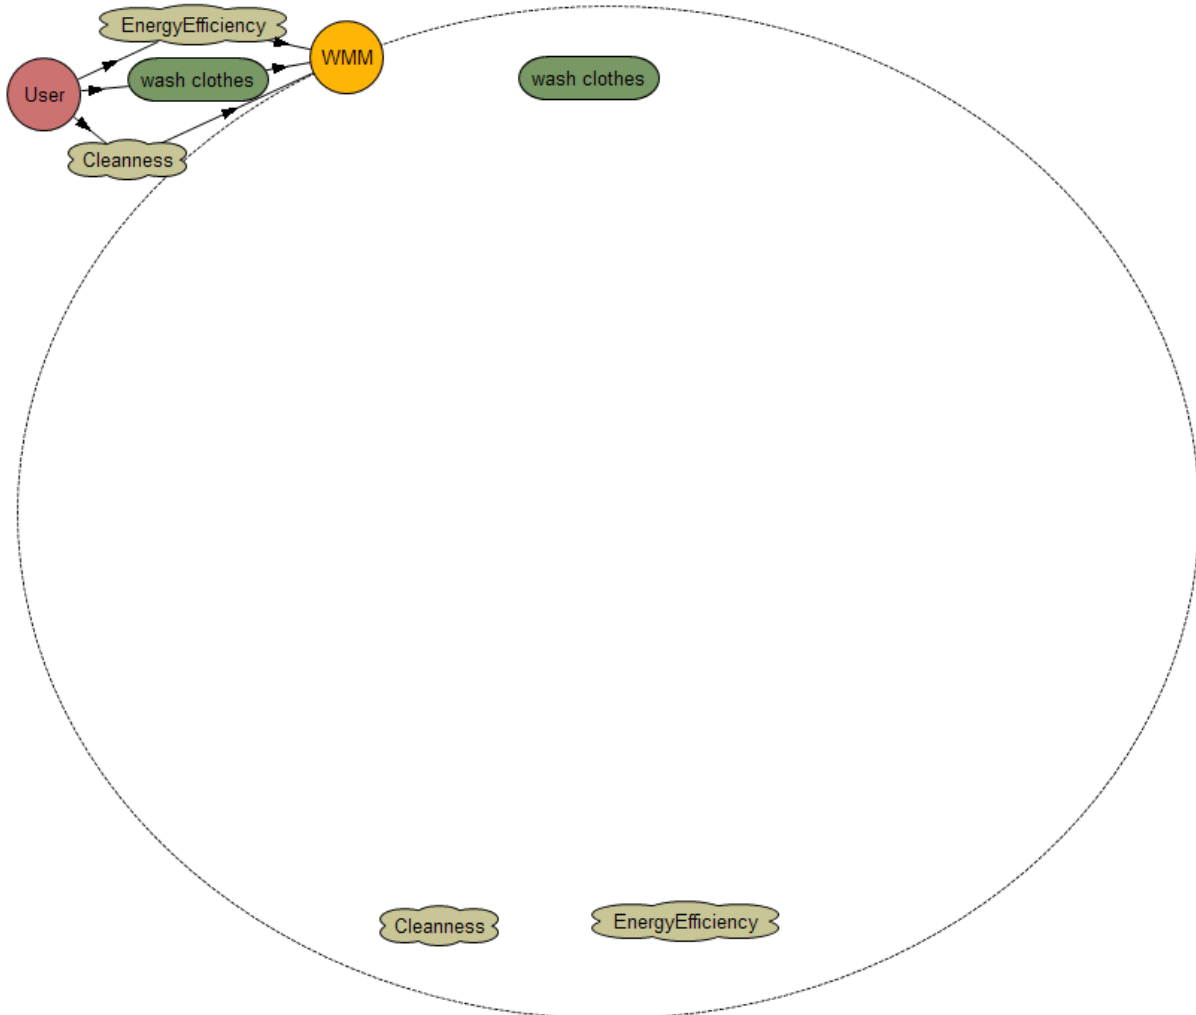 EnergyEfficiency
WMM
wash clothes
wash clothes
User
Cleanness
Cleanness
EnergyEfficiency